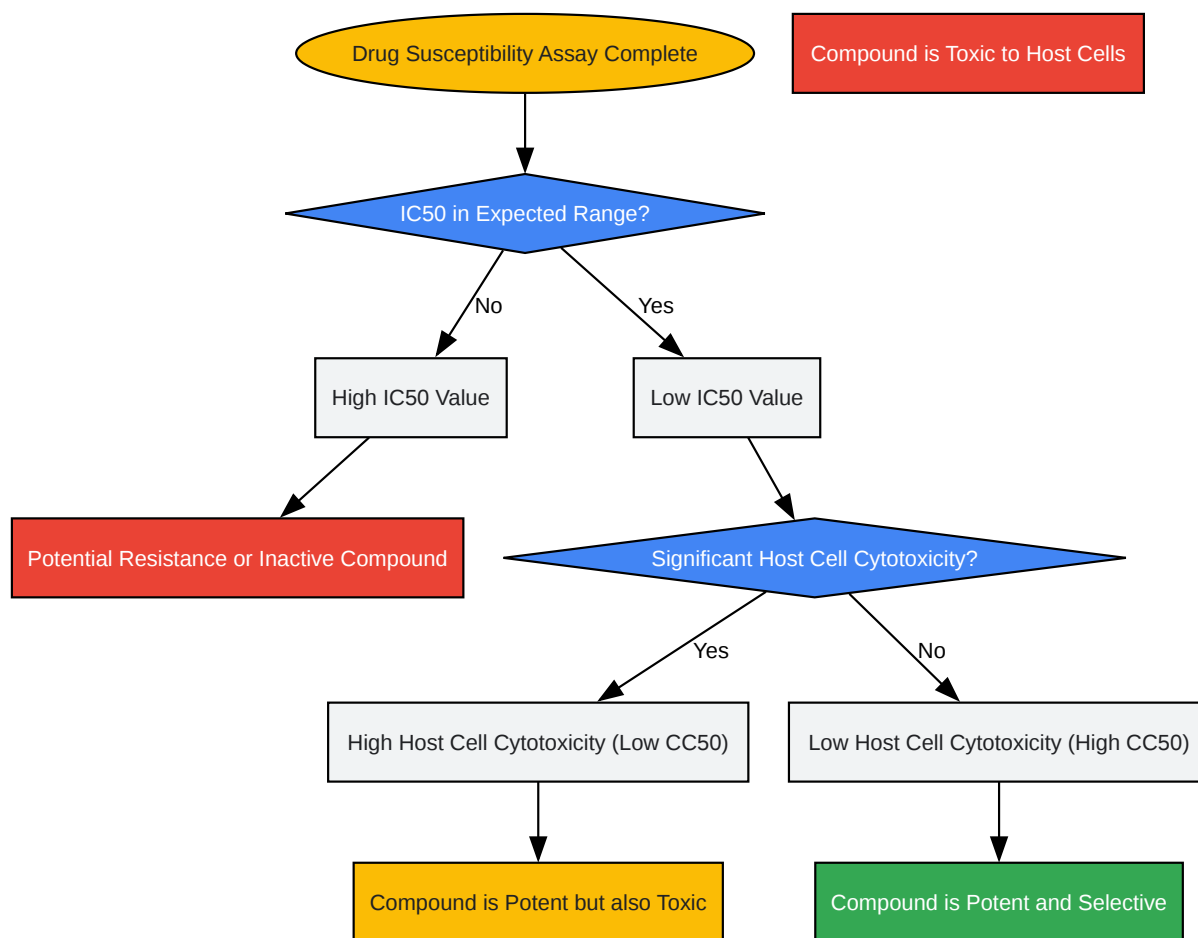 Drug Susceptibility Assay Complete
Compound is Toxic to Host Cells
IC50 in Expected Range?
No
Yes
High IC50 Value
Low IC50 Value
Potential Resistance or Inactive Compound
Significant Host Cell Cytotoxicity?
Yes
No
High Host Cell Cytotoxicity (Low CC50)
Low Host Cell Cytotoxicity (High CC50)
Compound is Potent but also Toxic
Compound is Potent and Selective